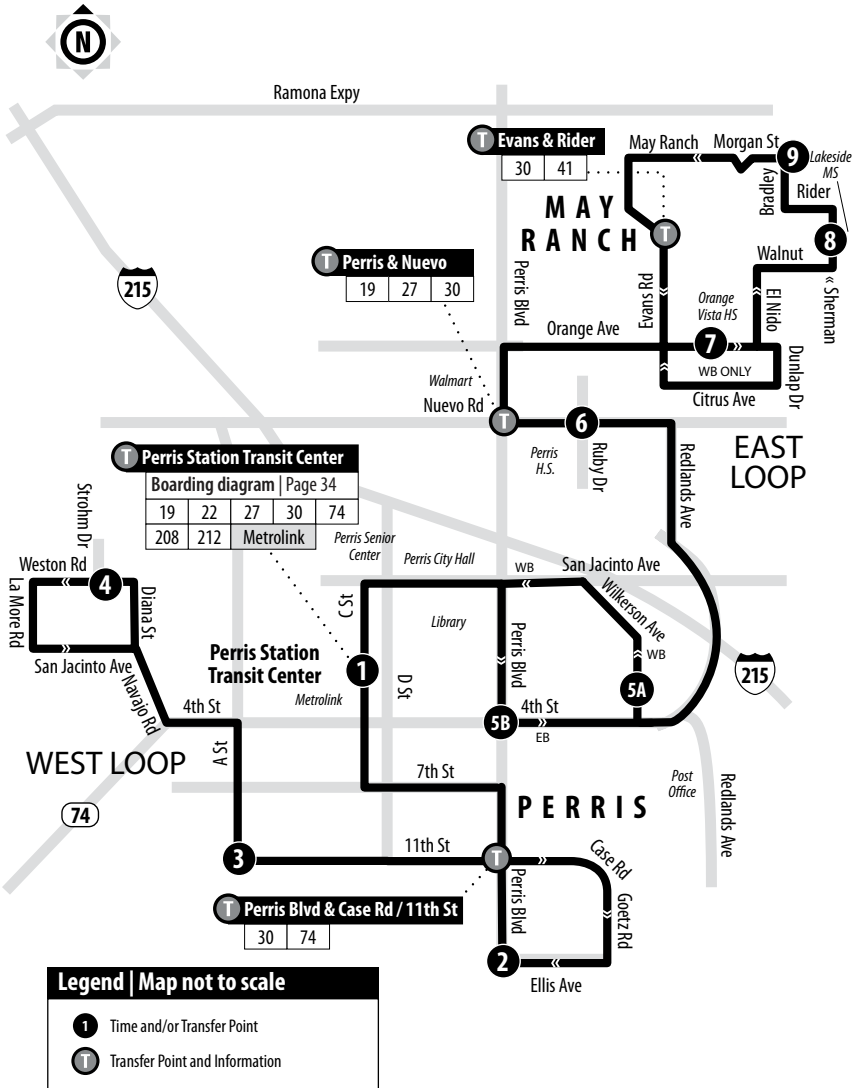 N
Ramona Expy
T Evans & Rider
30 41
May Ranch
Morgan St
9
Lakeside
MS
Bradley
Rider
MAY
RANCH
T
8
Walnut
« Sherman
T Perris & Nuevo
19 27 30
215
Perris Blvd
Evans Rd
Orange
Vista HS
El Nido
Orange Ave
7
WB ONLY
Dunlap Dr
Citrus Ave
Walmart
Nuevo Rd
T
6
Perris
H.S.
Ruby Dr
Redlands Ave
EAST
LOOP
T Perris Station Transit Center
Boarding diagram | Page 34
19 22 27 30 74
208 212 Metrolink
Strohm Dr
Perris Senior
Center
Perris City Hall
WB
San Jacinto Ave
Wilkerson Ave
Weston Rd
4
La More Rd
Diana St
San Jacinto Ave
Navajo Rd
C St
Library
Perris Blvd
WB
Perris Station
Transit Center
1
Metrolink
D St
5A
215
4th St
5B
4th St
EB
A St
WEST LOOP
7th St
Post
Office
Redlands Ave
74
PERRIS
3
11th St
T
Case Rd
Perris Blvd
Goetz Rd
T Perris Blvd & Case Rd / 11th St
30 74
2
Ellis Ave
Legend | Map not to scale
1 Time and/or Transfer Point
T Transfer Point and Information